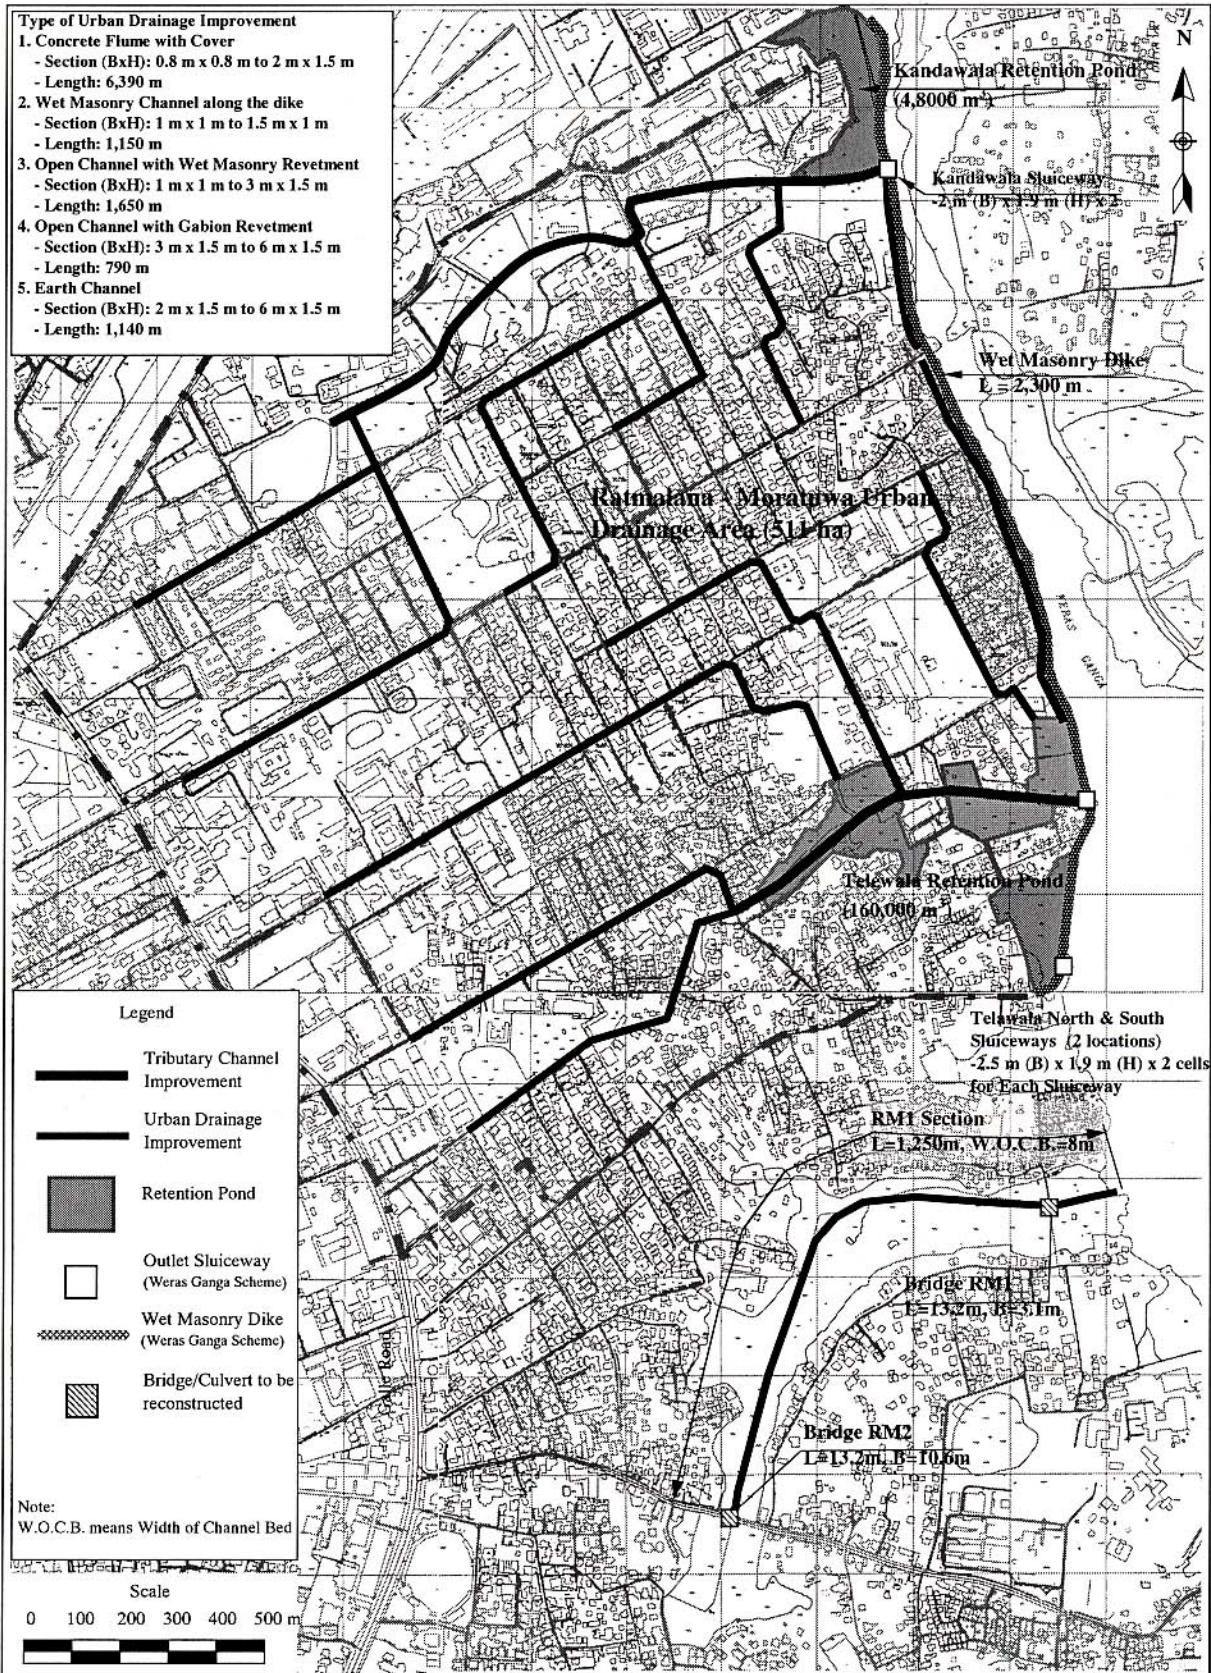 Type of Urban Drainage Improvement
1. Concrete Flume with Cover
- Section (BxH): 0.8 m x 0.8 m to 2 m x 1.5 m
- Length: 6,390 m
2. Wet Masonry Channel along the dike
- Section (BxH): 1 m x 1 m to 1.5 m x 1 m
- Length: 1,150 m
3. Open Channel with Wet Masonry Revetment
- Section (BxH): 1 m x 1 m to 3 m x 1.5 m
- Length: 1,650 m
4. Open Channel with Gabion Revetment
- Section (BxH): 3 m x 1.5 m to 6 m x 1.5 m
- Length: 790 m
5. Earth Channel
- Section (BxH): 2 m x 1.5 m to 6 m x 1.5 m
- Length: 1,140 m
N
Kandawala Retention Pond
(4,8000 m³)
Kandawala Sluiceway
-2 m (B) x 1.9 m (H) x 2
Wet Masonry Dike
L = 2,300 m
Ratmalana - Moratuwa Urban
Drainage Area (511 ha)
WERAS
GANGA
Telewala Retention Pond
(160,000 m
Telawala North & South
Sluiceways (2 locations)
-2.5 m (B) x 1.9 m (H) x 2 cells
for Each Sluiceway
RM1 Section
L=1,250m, W.O.C.B.=8m
Bridge RM1
L=13.2m, B=3.1m
Bridge RM2
L=13.2m, B=10.6m
Galle Road
Legend
Tributary Channel
Improvement
Urban Drainage
Improvement
Retention Pond
Outlet Sluiceway
(Weras Ganga Scheme)
Wet Masonry Dike
(Weras Ganga Scheme)
Bridge/Culvert to be
reconstructed
Note:
W.O.C.B. means Width of Channel Bed
Scale
0 100 200 300 400 500 m